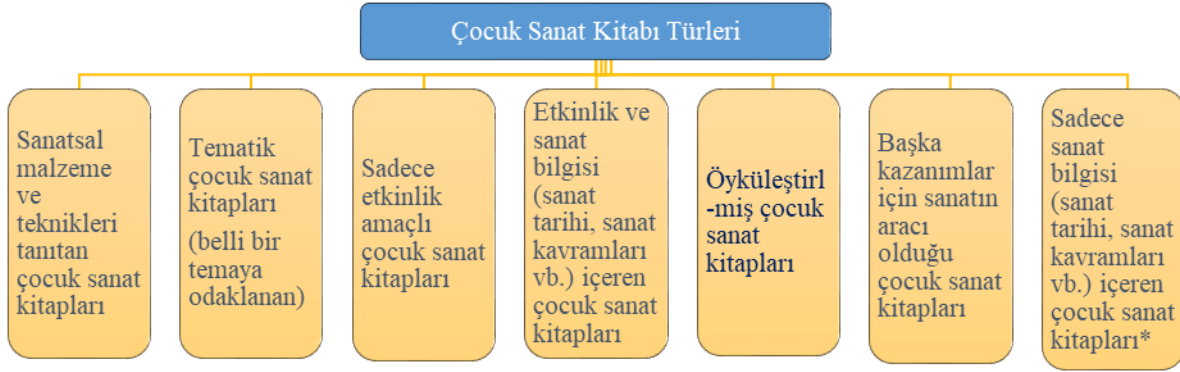 Çocuk Sanat Kitabı Türleri
Sanatsal
malzeme
ve
teknikleri
tanıtan
çocuk sanat
kitapları
Tematik
çocuk sanat
kitapları
(belli bir
temaya
odaklanan)
Sadece
etkinlik
amaçlı
çocuk sanat
kitapları
Etkinlik ve
sanat
bilgisi
(sanat
tarihi, sanat
kavramları
vb.) içeren
çocuk sanat
kitapları
Öyküleştirl
-miş çocuk
sanat
kitapları
Başka
kazanımlar
için sanatın
aracı
olduğu
çocuk sanat
kitapları
Sadece
sanat
bilgisi
(sanat
tarihi, sanat
kavramları
vb.) içeren
çocuk sanat
kitapları*